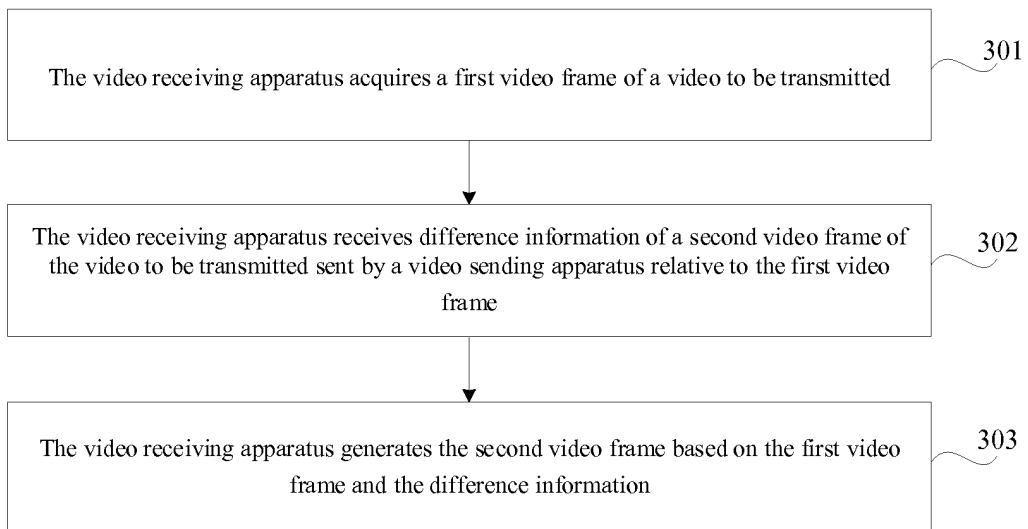 The video receiving apparatus acquires a first video frame of a video to be transmitted
301
The video receiving apparatus receives difference information of a second video frame of
the video to be transmitted sent by a video sending apparatus relative to the first video
frame
302
The video receiving apparatus generates the second video frame based on the first video
frame and the difference information
303